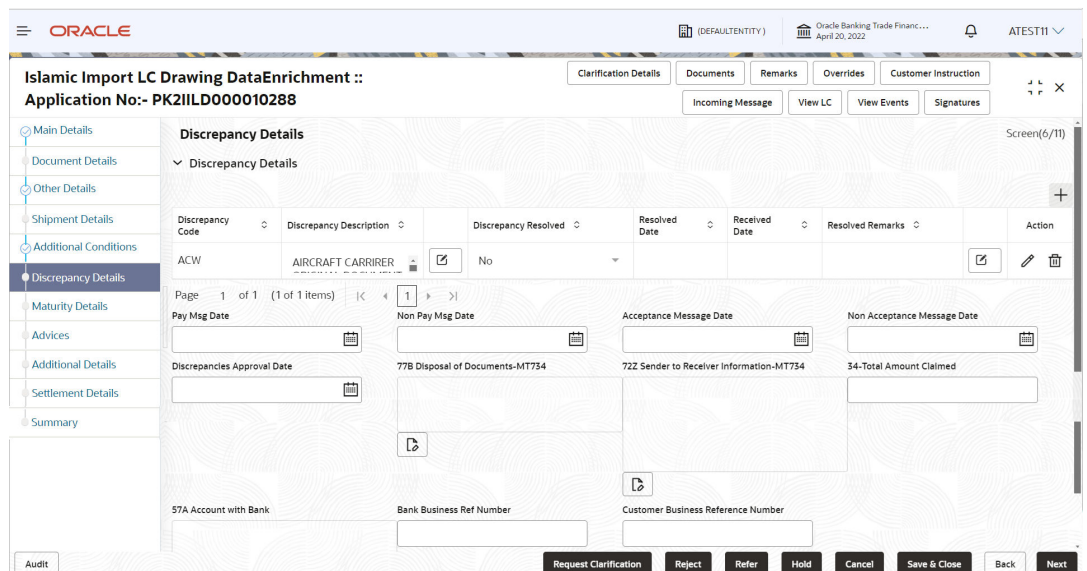 ORACLE
(DEFAULTENTITY )
Oracle Banking Trade Financ...
April 20, 2022
ATEST11
Islamic Import LC Drawing DataEnrichment ::
Application No:- PK2IILD000010288
Clarification Details
Documents
Remarks
Overrides
Customer Instruction
Incoming Message
View LC
View Events
Signatures
Main Details
Document Details
Other Details
Shipment Details
Additional Conditions
Discrepancy Details
Maturity Details
Advices
Additional Details
Settlement Details
Summary
Discrepancy Details
Screen(6/11)
Discrepancy Details
Discrepancy Code
Discrepancy Description
Discrepancy Resolved
Resolved Date
Received Date
Resolved Remarks
Action
ACW
AIRCRAFT CARRIRER
No
Page 1 of 1 (1 of 1 items) 1
Pay Msg Date
Non Pay Msg Date
Acceptance Message Date
Non Acceptance Message Date
Discrepancies Approval Date
77B Disposal of Documents-MT734
72Z Sender to Receiver Information-MT734
34-Total Amount Claimed
57A Account with Bank
Bank Business Ref Number
Customer Business Reference Number
Audit
Request Clarification
Reject
Refer
Hold
Cancel
Save & Close
Back
Next